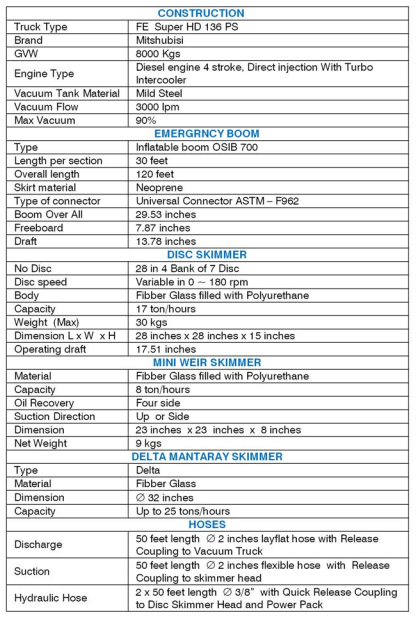 CONSTRUCTION
Truck Type FE Super HD 136 PS
Brand Mitshubisi
GVW 8000 Kgs
Engine Type Diesel engine 4 stroke, Direct injection With Turbo
Intercooler
Vacuum Tank Material Mild Steel
Vacuum Flow 3000 lpm
Max Vacuum 90%
EMERGRNCY BOOM
Type Inflatable boom OSIB 700
Length per section 30 feet
Overall length 120 feet
Skirt material Neoprene
Type of connector Universal Connector ASTM – F962
Boom Over All 29.53 inches
Freeboard 7.87 inches
Draft 13.78 inches
DISC SKIMMER
No Disc 28 in 4 Bank of 7 Disc
Disc speed Variable in 0 ~ 180 rpm
Body Fibber Glass filled with Polyurethane
Capacity 17 ton/hours
Weight (Max) 30 kgs
Dimension L x W x H 28 inches x 28 inches x 15 inches
Operating draft 17.51 inches
MINI WEIR SKIMMER
Material Fibber Glass filled with Polyurethane
Capacity 8 ton/hours
Oil Recovery Four side
Suction Direction Up or Side
Dimension 23 inches x 23 inches x 8 inches
Net Weight 9 kgs
DELTA MANTARAY SKIMMER
Type Delta
Material Fibber Glass
Dimension ∅ 32 inches
Capacity Up to 25 tons/hours
HOSES
Discharge 50 feet length ∅ 2 inches layflat hose with Release
Coupling to Vacuum Truck
Suction 50 feet length ∅ 2 inches flexible hose with Release
Coupling to skimmer head
Hydraulic Hose 2 x 50 feet length ∅ 3/8” with Quick Release Coupling
to Disc Skimmer Head and Power Pack